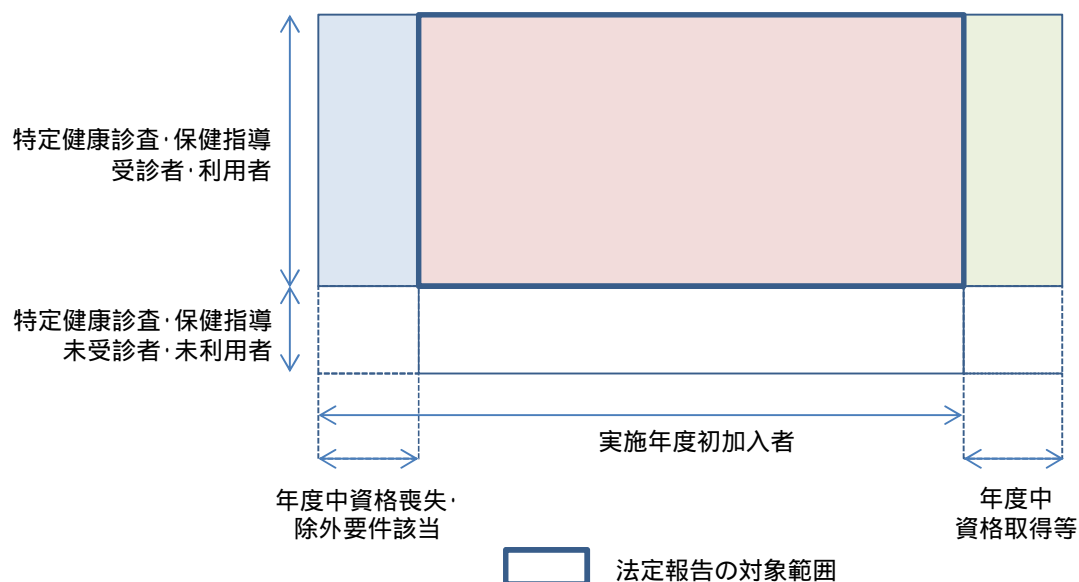 特定健康診査･保健指導
受診者･利用者
特定健康診査･保健指導
未受診者･未利用者
実施年度初加入者
年度中資格喪失･
除外要件該当
年度中
資格取得等
法定報告の対象範囲